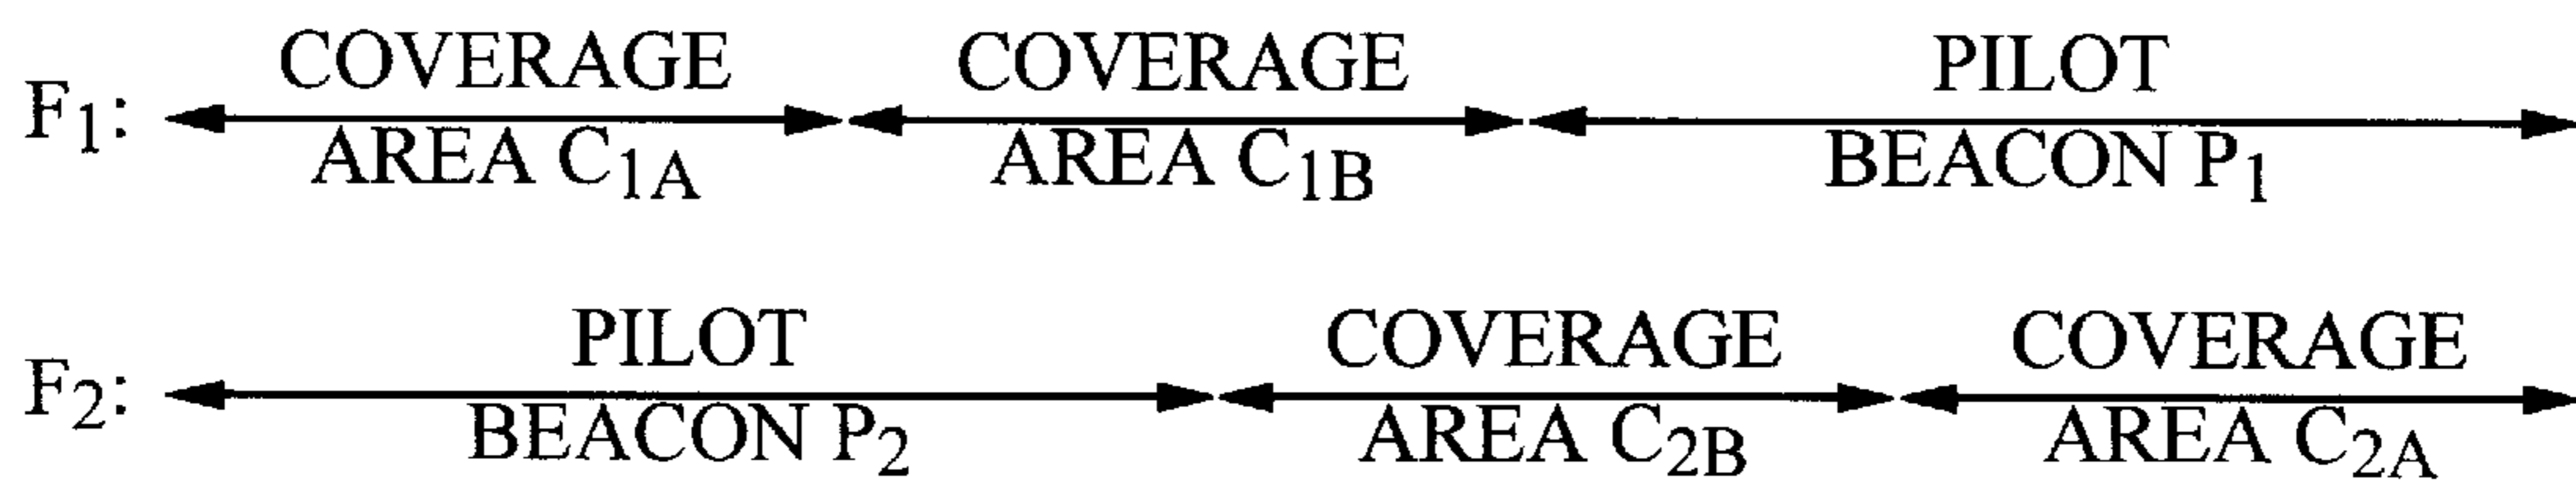 COVERAGE COVERAGE PILOT
F1:
AREA C1A AREA C1B BEACON P1
PILOT COVERAGE COVERAGE
F2:
BEACON P2 AREA C2B AREA C2A